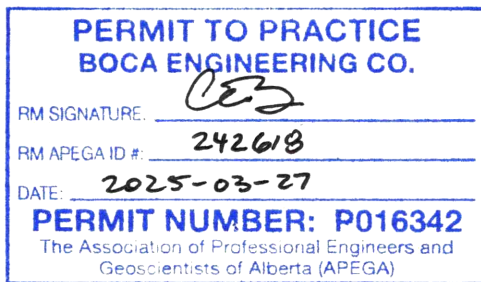 PERMIT TO PRACTICE
BOCA ENGINEERING CO.
RM SIGNATURE:
RM APEGA ID #: 242618
DATE: 2025-03-27
PERMIT NUMBER: P016342
The Association of Professional Engineers and
Geoscientists of Alberta (APEGA)